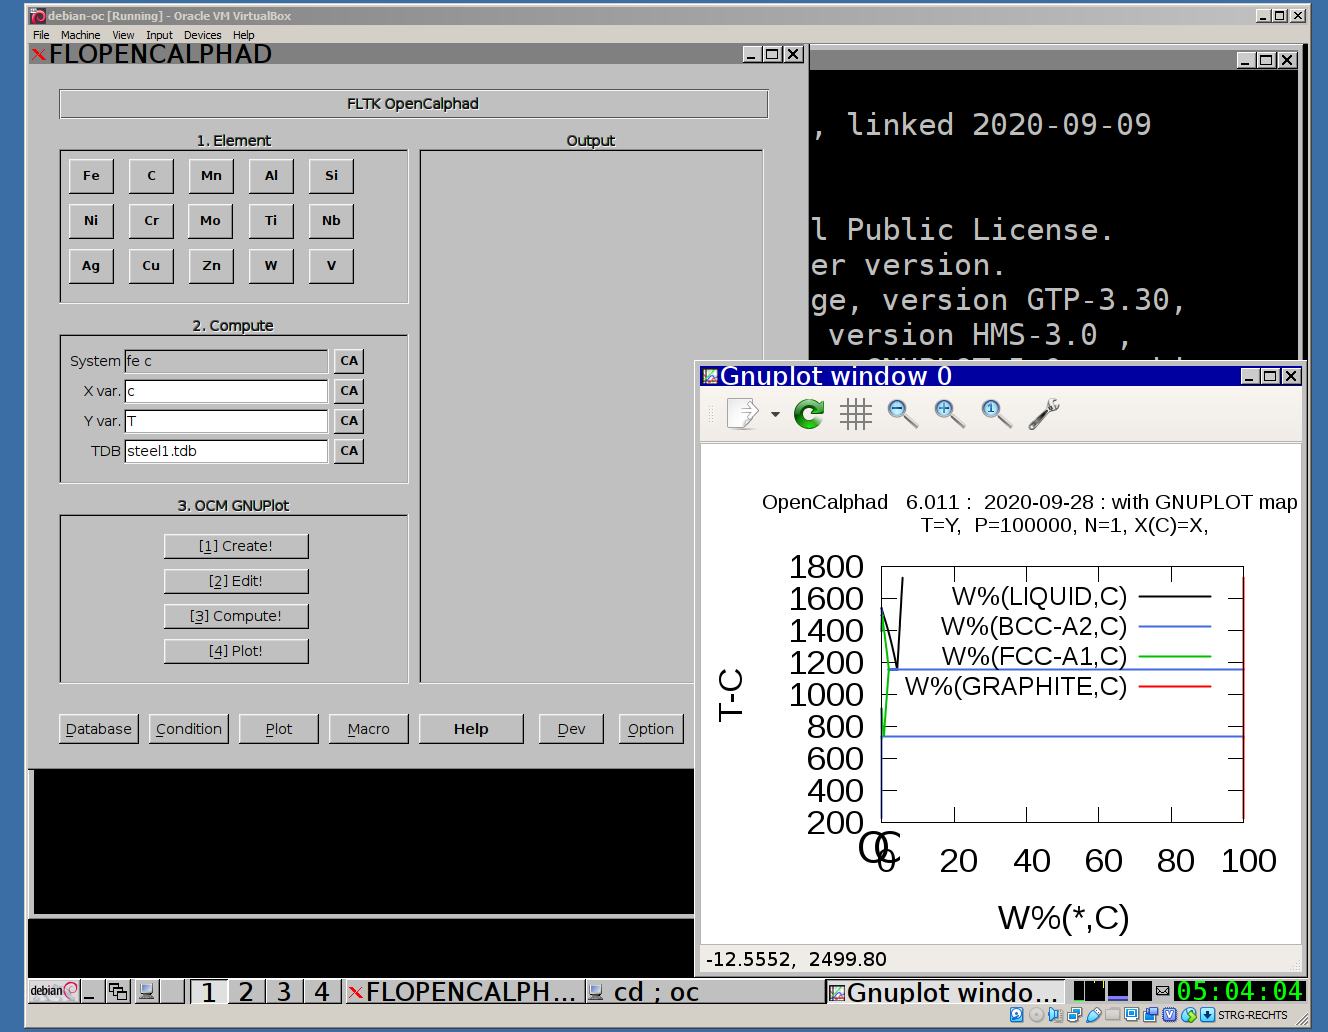 debian-oc [Running] - Oracle VM VirtualBox
File Machine View Input Devices Help
FLOPENCALPHAD
FLTK OpenCalphad
1. Element
Fe C Mn Al Si
Ni Cr Mo Ti Nb
Ag Cu Zn W V
2. Compute
System fe c CA
X var. c CA
Y var. T CA
TDB steel1.tdb CA
3. OCM GNUPlot
[1] Create!
[2] Edit!
[3] Compute!
[4] Plot!
Output
Database Condition Plot Macro Help Dev Option
, linked 2020-09-09
l Public License.
er version.
ge, version GTP-3.30,
version HMS-3.0 ,
Gnuplot window 0
OpenCalphad 6.011 : 2020-09-28 : with GNUPLOT map
T=Y, P=100000, N=1, X(C)=X,
1800
1600
1400
1200
1000
800
600
400
200
T-C
W%(LIQUID,C)
W%(BCC-A2,C)
W%(FCC-A1,C)
W%(GRAPHITE,C)
OC
0 20 40 60 80 100
W%(*,C)
-12.5552, 2499.80
debian 1 2 3 4 FLOPENCALPH... cd ; oc Gnuplot windo... 05:04:04
STRG-RECHTS